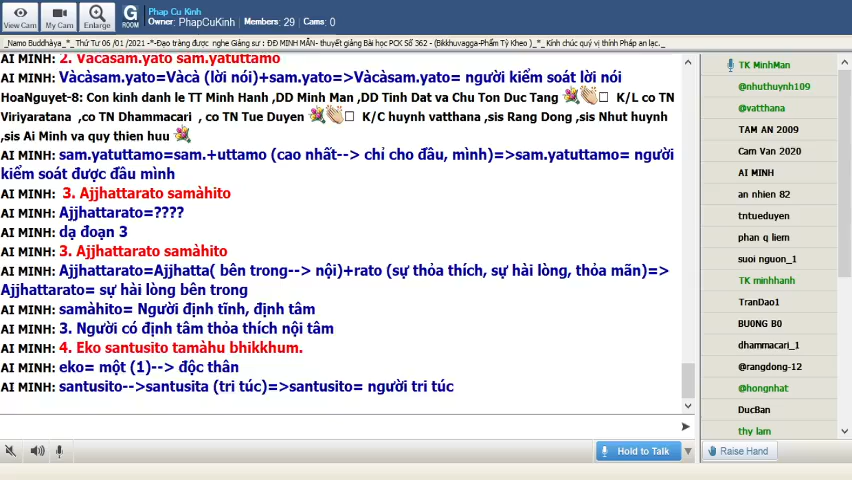 View Cam
My Cam
Enlarge
G
ROOM
Phap Cu Kinh
Owner: PhapCuKinh | Members: 29 | Cams: 0
_Namo Buddhàya_*_ Thứ Tư 06 /01 /2021 -*-Đạo tràng được nghe Giảng sư : ĐĐ MINH MẪN- thuyết giảng Bài học PCK Số 362 - (Bikkhuvagga-Phẩm Tỳ Kheo )_*_ Kính chúc quý vị thính Pháp an lạc._
AI MINH: 2. Vàcàsam.yato sam.yatuttamo
AI MINH: Vàcàsam.yato=Vàcà (lời nói)+sam.yato=>Vàcàsam.yato= người kiểm soát lời nói
HoaNguyet-8: Con kinh danh le TT Minh Hanh ,DD Minh Man ,DD Tinh Dat va Chu Ton Duc Tang K/L co TN
Viriyaratana , co TN Dhammacari , co TN Tue Duyen K/C huynh vatthana ,sis Rang Dong ,sis Nhut huynh
,sis Ai Minh va quy thien huu
AI MINH: sam.yatuttamo=sam.+uttamo (cao nhất--> chỉ cho đầu, mình)=>sam.yatuttamo= người
kiểm soát được đầu mình
AI MINH: 3. Ajjhattarato samàhito
AI MINH: Ajjhattarato=????
AI MINH: dạ đoạn 3
AI MINH: 3. Ajjhattarato samàhito
AI MINH: Ajjhattarato=Ajjhatta( bên trong--> nội)+rato (sự thỏa thích, sự hài lòng, thỏa mãn)=>
Ajjhattarato= sự hài lòng bên trong
AI MINH: samàhito= Người định tĩnh, định tâm
AI MINH: 3. Người có định tâm thỏa thích nội tâm
AI MINH: 4. Eko santusito tamàhu bhikkhum.
AI MINH: eko= một (1)--> độc thân
AI MINH: santusito-->santusita (tri túc)=>santusito= người tri túc
TK MinhMan
@nhuthuynh109
@vatthana
TAM AN 2009
Cam Van 2020
AI MINH
an nhien 82
tntueduyen
phan q liem
suoi nguon_1
TK minhhanh
TranDao1
BU0NG B0
dhammacari_1
@rangdong-12
@hongnhat
DucBan
thy lam
Hold to Talk
Raise Hand